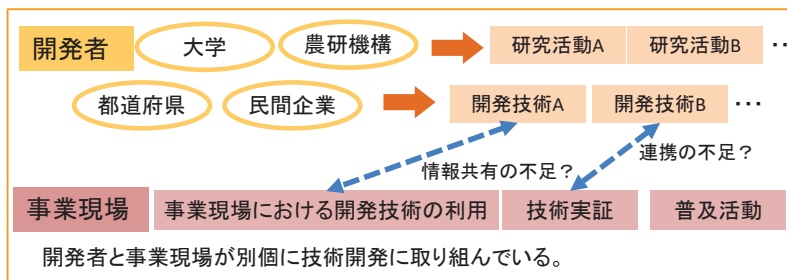 開発者 大学 農研機構 研究活動A 研究活動B …
都道府県 民間企業 開発技術A 開発技術B …
情報共有の不足? 連携の不足?
事業現場 事業現場における開発技術の利用 技術実証 普及活動
開発者と事業現場が別個に技術開発に取り組んでいる。